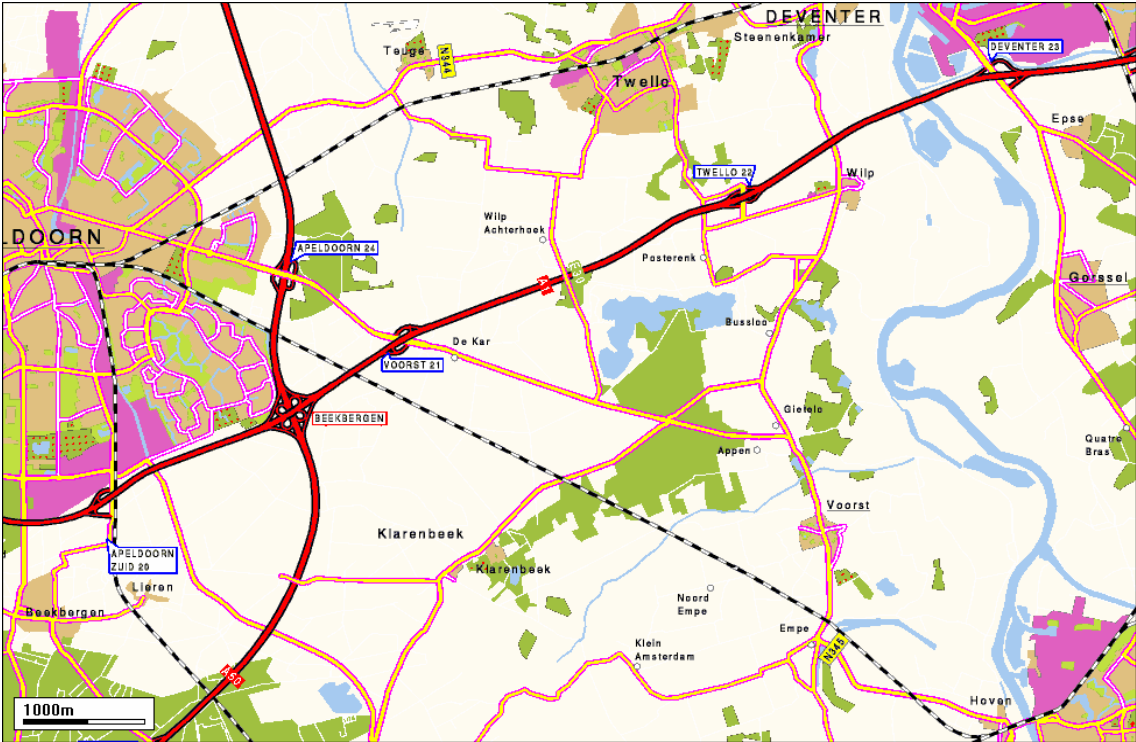 DEVENTER
Steenenkamer
DEVENTER 23
Teuge
N344
Twello
Epse
TWELLO 22
Wilp
Wilp
Achterhoek
LDOORN
APELDOORN 24
Posterenk
E30
A1
Gorssel
Bussloo
De Kar
VOORST 21
BEEKBERGEN
Gietelo
Appen
Quatre
Bras
Voorst
Klarenbeek
APELDOORN
ZUID 20
Klarenbeek
Lieren
Noord
Empe
Beekbergen
Empe
Klein
Amsterdam
N345
A50
Hoven
1000m